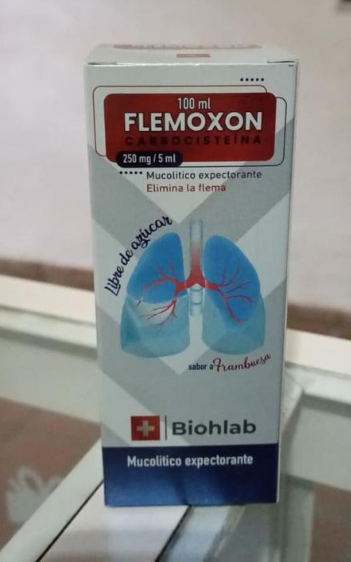 100 ml
FLEMOXON
CARBOCISTEÍNA
250 mg / 5 ml
Mucolitico expectorante
Elimina la flema
Libre de azúcar
sabor a Frambuesa
Biohlab
Mucolítico expectorante